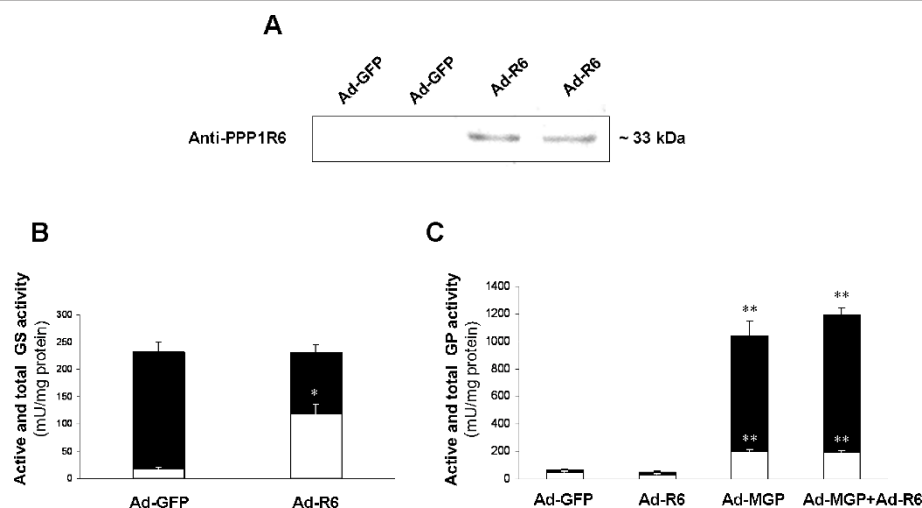 A
Ad-GFP Ad-GFP Ad-R6 Ad-R6
Anti-PPP1R6 ~ 33 kDa
B
Active and total GS activity
(mU/mg protein)
300
250
200
150
100
50
0
*
Ad-GFP Ad-R6
C
Active and total GP activity
(mU/mg protein)
1400
1200
1000
800
600
400
200
0
** **
** **
Ad-GFP Ad-R6 Ad-MGP Ad-MGP+Ad-R6